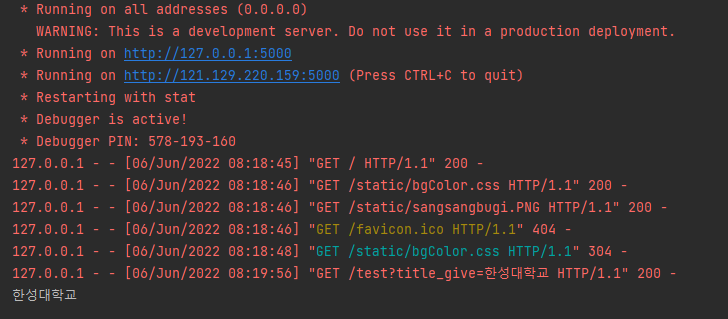 * Running on all addresses (0.0.0.0)
WARNING: This is a development server. Do not use it in a production deployment.
* Running on http://127.0.0.1:5000
* Running on http://121.129.220.159:5000 (Press CTRL+C to quit)
* Restarting with stat
* Debugger is active!
* Debugger PIN: 578-193-160
127.0.0.1 - - [06/Jun/2022 08:18:45] "GET / HTTP/1.1" 200 -
127.0.0.1 - - [06/Jun/2022 08:18:46] "GET /static/bgColor.css HTTP/1.1" 200 -
127.0.0.1 - - [06/Jun/2022 08:18:46] "GET /static/sangsangbugi.PNG HTTP/1.1" 200 -
127.0.0.1 - - [06/Jun/2022 08:18:46] "GET /favicon.ico HTTP/1.1" 404 -
127.0.0.1 - - [06/Jun/2022 08:18:48] "GET /static/bgColor.css HTTP/1.1" 304 -
127.0.0.1 - - [06/Jun/2022 08:19:56] "GET /test?title_give=한성대학교 HTTP/1.1" 200 -
한성대학교